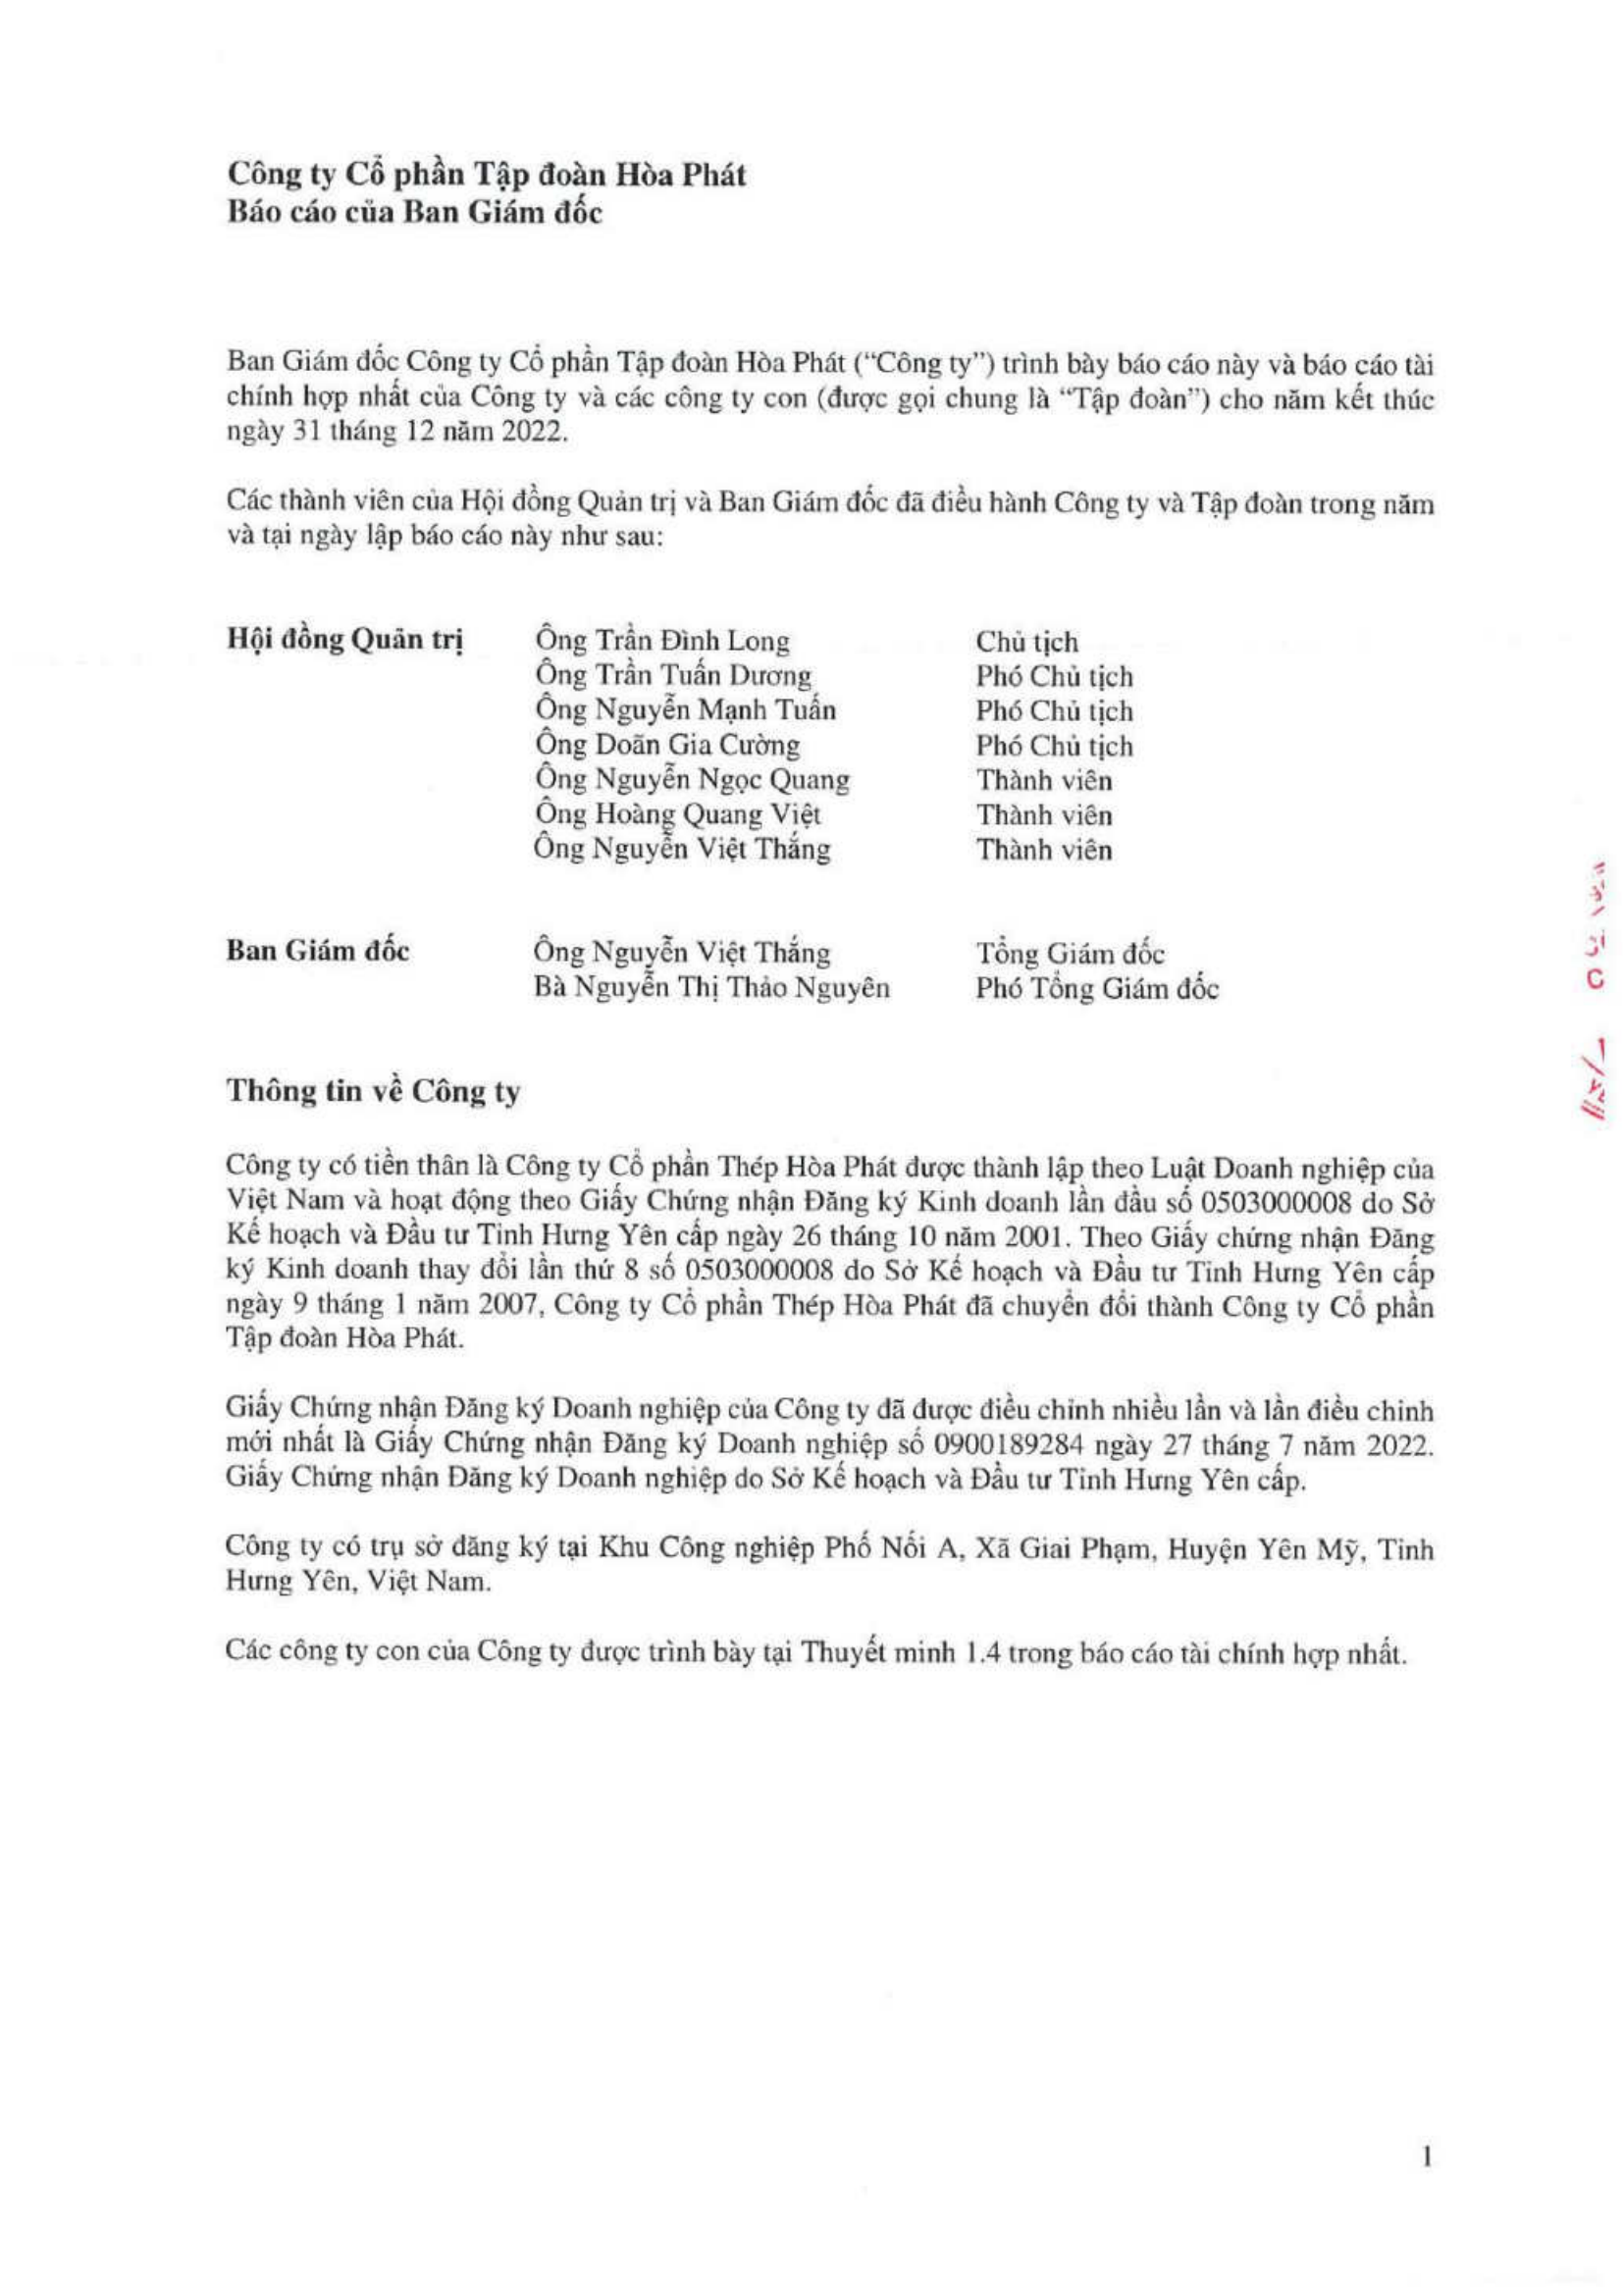 Công ty Cổ phần Tập đoàn Hòa Phát
Báo cáo của Ban Giám đốc
Ban Giám đốc Công ty Cổ phần Tập đoàn Hòa Phát (“Công ty”) trình bày báo cáo này và báo cáo tài
chính hợp nhất của Công ty và các công ty con (được gọi chung là “Tập đoàn”) cho năm kết thúc
ngày 31 tháng 12 năm 2022.
Các thành viên của Hội đồng Quản trị và Ban Giám đốc đã điều hành Công ty và Tập đoàn trong năm
và tại ngày lập báo cáo này như sau:
Hội đồng Quản trị Ông Trần Đình Long Chủ tịch
Ông Trần Tuấn Dương Phó Chủ tịch
Ông Nguyễn Mạnh Tuấn Phó Chủ tịch
Ông Doãn Gia Cường Phó Chủ tịch
Ông Nguyễn Ngọc Quang Thành viên
Ông Hoàng Quang Việt Thành viên
Ông Nguyễn Việt Thắng Thành viên
Ban Giám đốc Ông Nguyễn Việt Thắng Tổng Giám đốc
Bà Nguyễn Thị Thảo Nguyên Phó Tổng Giám đốc
Thông tin về Công ty
Công ty có tiền thân là Công ty Cổ phần Thép Hòa Phát được thành lập theo Luật Doanh nghiệp của
Việt Nam và hoạt động theo Giấy Chứng nhận Đăng ký Kinh doanh lần đầu số 0503000008 do Sở
Kế hoạch và Đầu tư Tỉnh Hưng Yên cấp ngày 26 tháng 10 năm 2001. Theo Giấy chứng nhận Đăng
ký Kinh doanh thay đổi lần thứ 8 số 0503000008 do Sở Kế hoạch và Đầu tư Tỉnh Hưng Yên cấp
ngày 9 tháng 1 năm 2007, Công ty Cổ phần Thép Hòa Phát đã chuyển đổi thành Công ty Cổ phần
Tập đoàn Hòa Phát.
Giấy Chứng nhận Đăng ký Doanh nghiệp của Công ty đã được điều chỉnh nhiều lần và lần điều chỉnh
mới nhất là Giấy Chứng nhận Đăng ký Doanh nghiệp số 0900189284 ngày 27 tháng 7 năm 2022.
Giấy Chứng nhận Đăng ký Doanh nghiệp do Sở Kế hoạch và Đầu tư Tỉnh Hưng Yên cấp.
Công ty có trụ sở đăng ký tại Khu Công nghiệp Phố Nối A, Xã Giai Phạm, Huyện Yên Mỹ, Tỉnh
Hưng Yên, Việt Nam.
Các công ty con của Công ty được trình bày tại Thuyết minh 1.4 trong báo cáo tài chính hợp nhất.
1